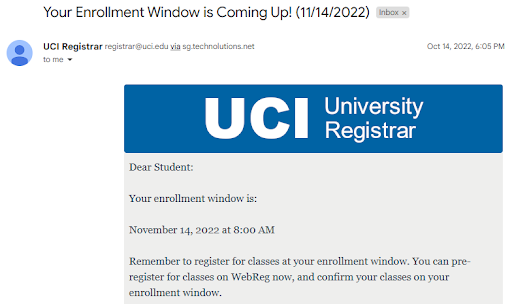 Your Enrollment Window is Coming Up! (11/14/2022) Inbox ×
UCI Registrar registrar@uci.edu via sg.technolutions.net Oct 14, 2022, 6:05 PM
to me
UCI University
Registrar
Dear Student:
Your enrollment window is:
November 14, 2022 at 8:00 AM
Remember to register for classes at your enrollment window. You can pre-
register for classes on WebReg now, and confirm your classes on your
enrollment window.